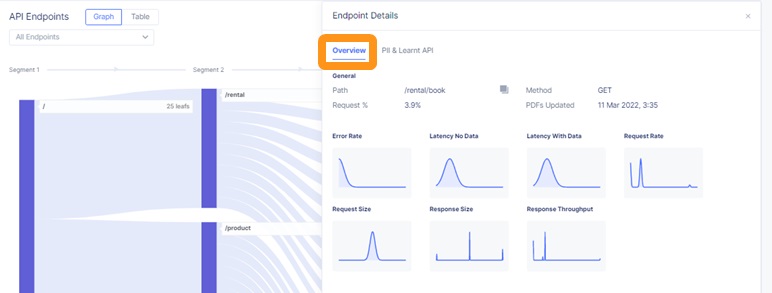 API Endpoints
Graph
Table
All Endpoints
Segment 1
Segment 2
/
25 leafs
/rental
/product
Endpoint Details
×
Overview
PII & Learnt API
General
Path /rental/book
Method GET
Request % 3.9%
PDFs Updated 11 Mar 2022, 3:35
Error Rate
Latency No Data
Latency With Data
Request Rate
Request Size
Response Size
Response Throughput